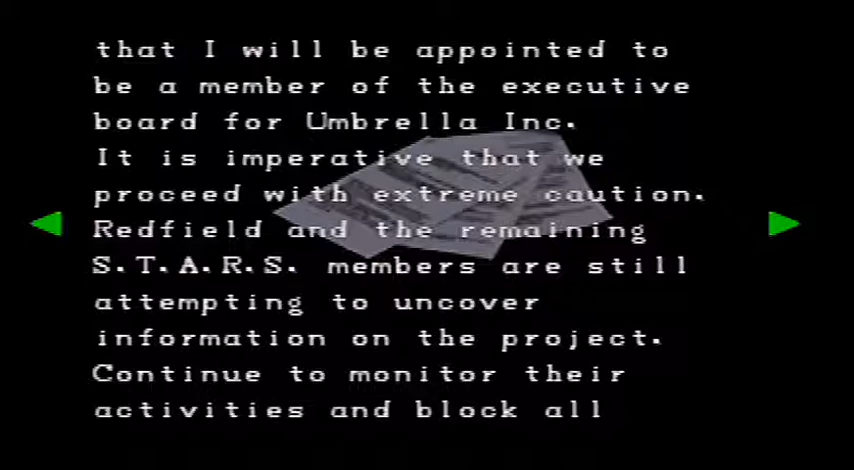 that I will be appointed to
be a member of the executive
board for Umbrella Inc.
It is imperative that we
proceed with extreme caution.
Redfield and the remaining
S.T.A.R.S. members are still
attempting to uncover
information on the project.
Continue to monitor their
activities and block all